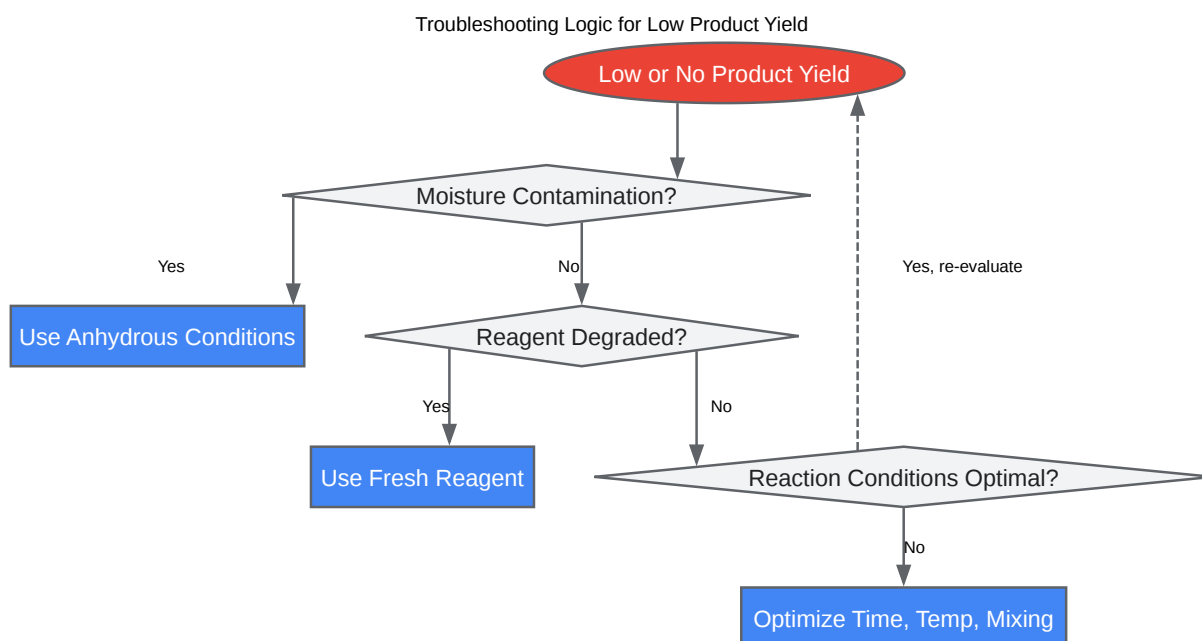 Troubleshooting Logic for Low Product Yield
Low or No Product Yield
Moisture Contamination?
Yes
No
Yes, re-evaluate
Use Anhydrous Conditions
Reagent Degraded?
Yes
No
Use Fresh Reagent
Reaction Conditions Optimal?
No
Optimize Time, Temp, Mixing